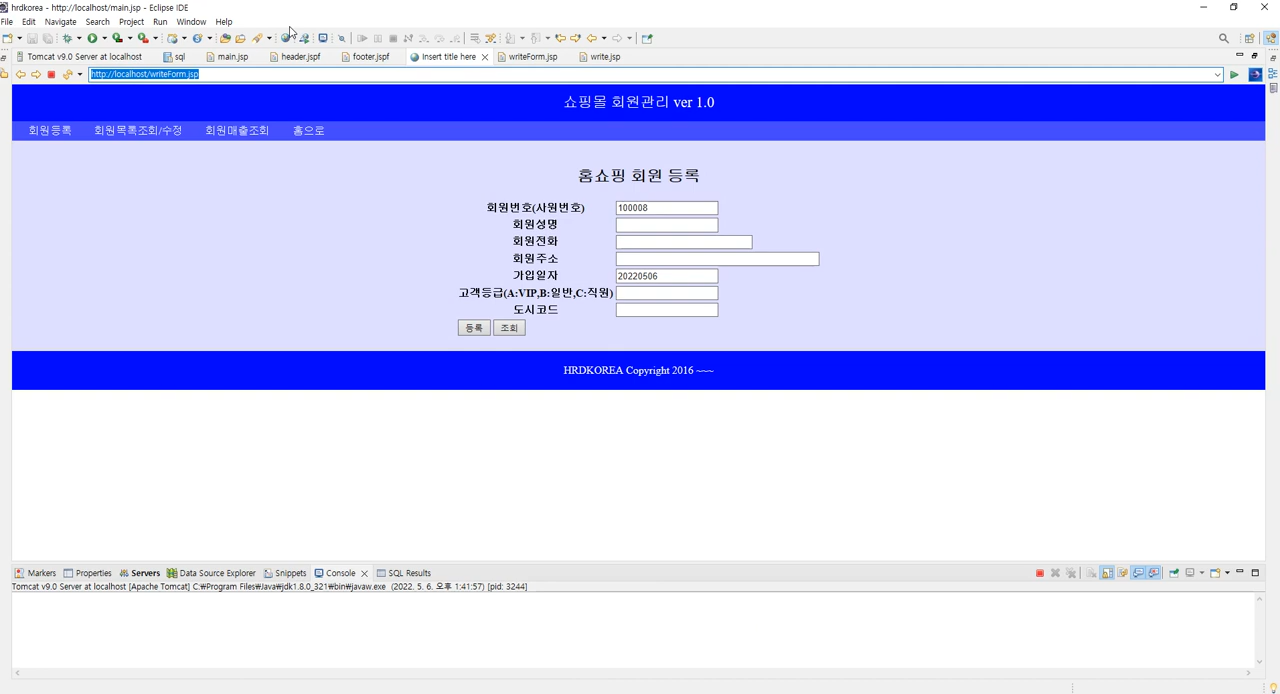 hrdkorea - http://localhost/main.jsp - Eclipse IDE
File Edit Navigate Search Project Run Window Help
Tomcat v9.0 Server at localhost sql main.jsp header.jspf footer.jspf Insert title here writeForm.jsp write.jsp
http://localhost/writeForm.jsp
쇼핑몰 회원관리 ver 1.0
회원등록 회원목록조회/수정 회원매출조회 홈으로
홈쇼핑 회원 등록
회원번호(사원번호) 100008
회원성명
회원전화
회원주소
가입일자 20220506
고객등급(A:VIP,B:일반,C:직원)
도시코드
등록 조회
HRDKOREA Copyright 2016 ~~~
Markers Properties Servers Data Source Explorer Snippets Console SQL Results
Tomcat v9.0 Server at localhost [Apache Tomcat] C:₩Program Files₩Java₩jdk1.8.0_321₩bin₩javaw.exe (2022. 5. 6. 오후 1:41:57) [pid: 3244]